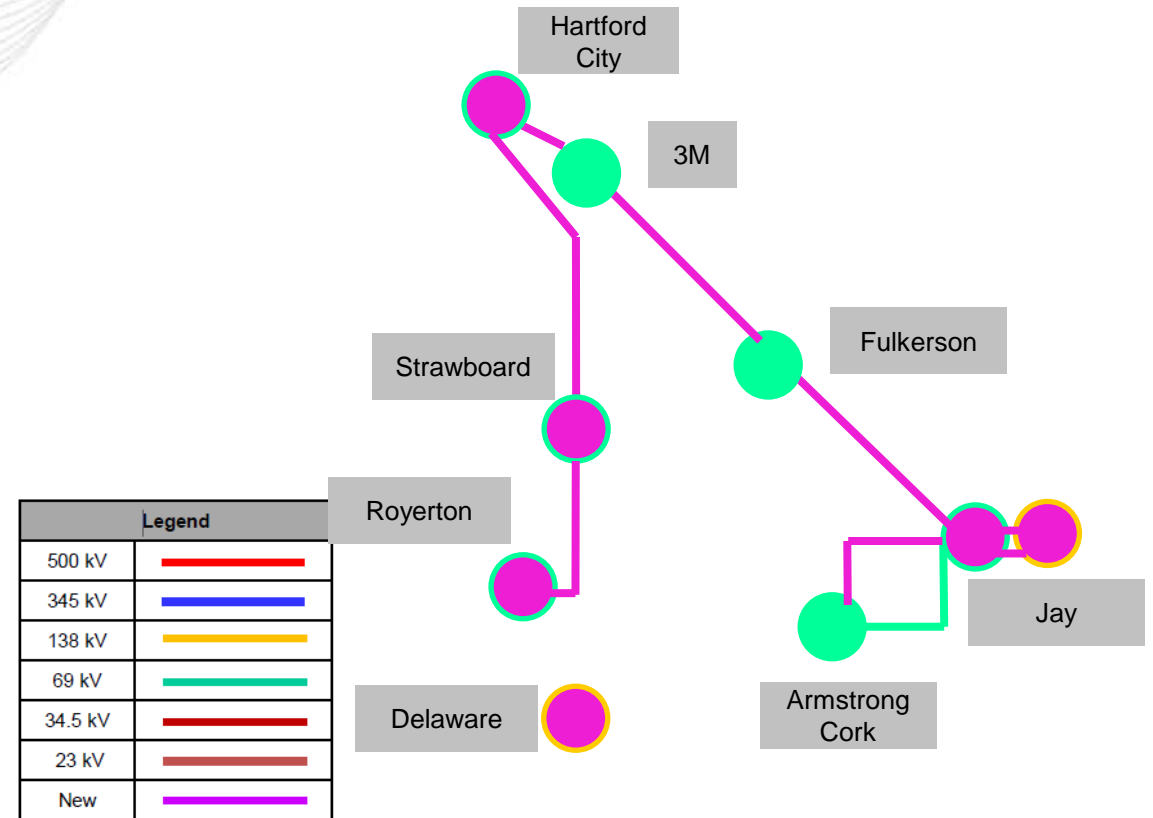 Hartford
City
3M
Fulkerson
Strawboard
Royerton
Jay
Armstrong
Cork
Delaware
Legend
500 kV
345 kV
138 kV
69 kV
34.5 kV
23 kV
New